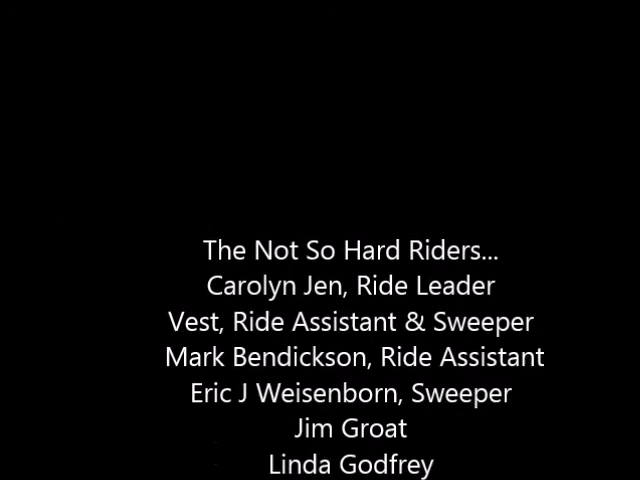 The Not So Hard Riders...
Carolyn Jen, Ride Leader
Vest, Ride Assistant & Sweeper
Mark Bendickson, Ride Assistant
Eric J Weisenborn, Sweeper
Jim Groat
Linda Godfrey